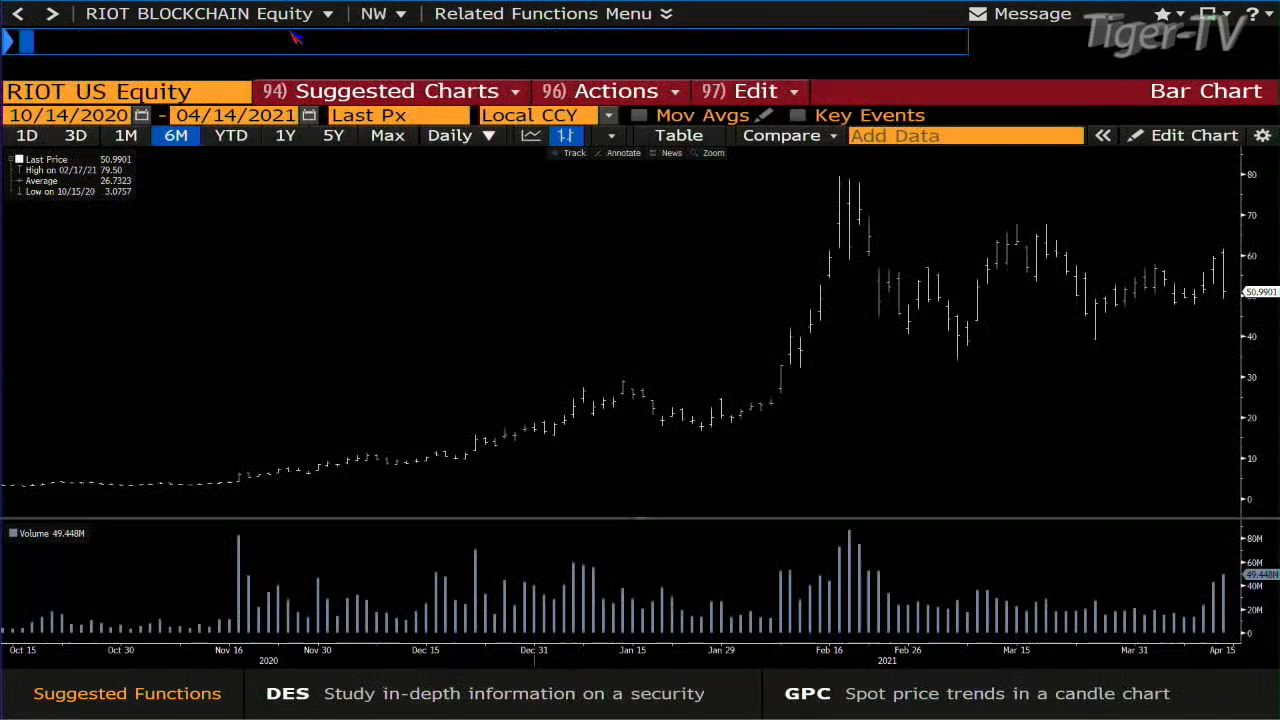 RIOT BLOCKCHAIN Equity NW Related Functions Menu Message ?
Tiger-TV
RIOT US Equity 94) Suggested Charts 96) Actions 97) Edit Bar Chart
10/14/2020 - 04/14/2021 Last Px Local CCY Mov Avgs Key Events
1D 3D 1M 6M YTD 1Y 5Y Max Daily Table Compare Add Data Edit Chart
Track Annotate News Zoom
Last Price 50.9901
High on 02/17/21 79.50
Average 26.7323
Low on 10/15/20 3.0757
80
70
60
50.9901
40
30
20
10
0
Volume 49.448M
80M
60M
49.448M
40M
20M
0
Oct 15 Oct 30 Nov 16 Nov 30 Dec 15 Dec 31 Jan 15 Jan 29 Feb 16 Feb 26 Mar 15 Mar 31 Apr 15
2020 2021
Suggested Functions DES Study in-depth information on a security GPC Spot price trends in a candle chart